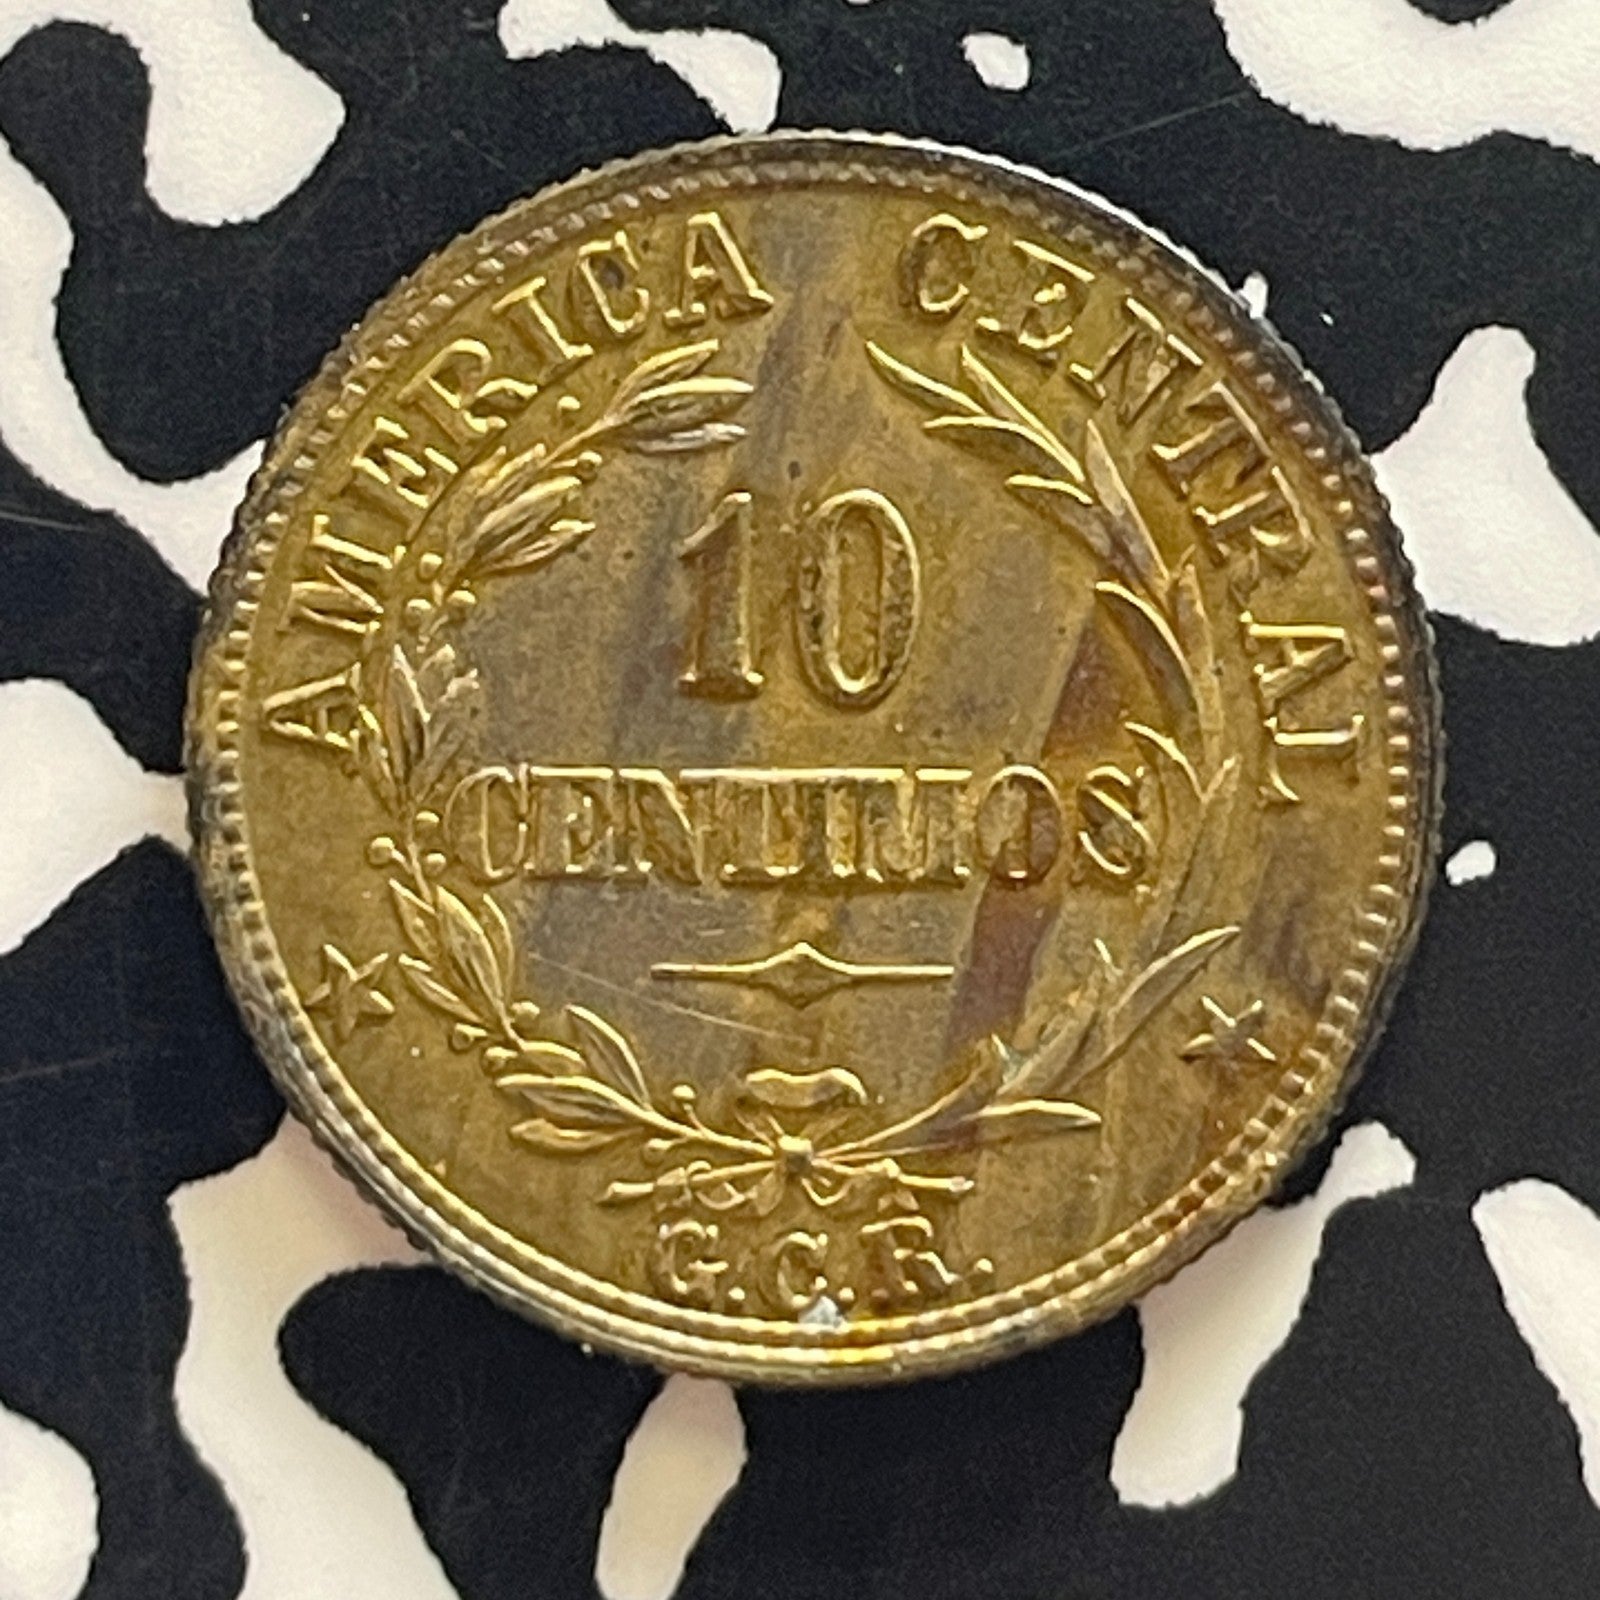 AMERICA CENTRAL
10
CENTIMOS
G.C.R.